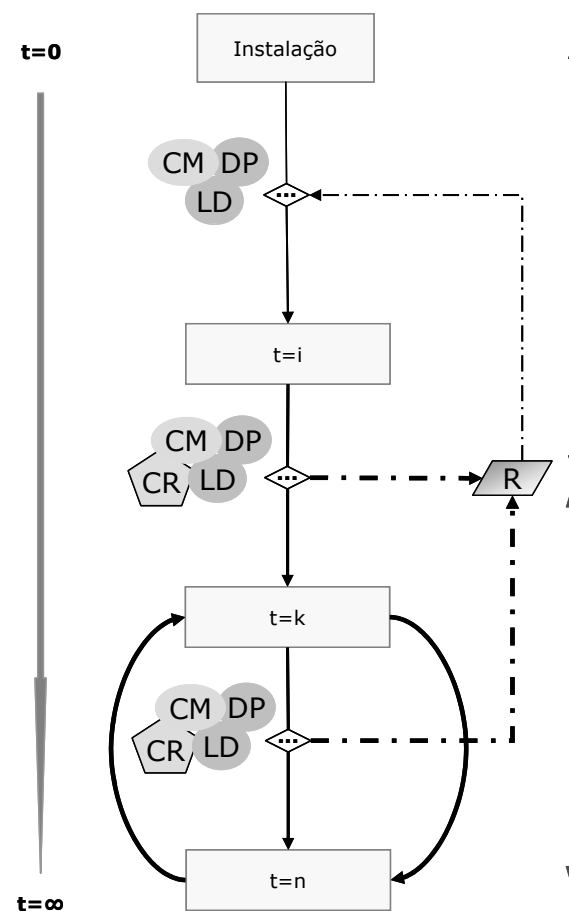 t=0
Instalação
CM DP
LD
...
t=i
CM DP
CR LD
...
R
t=k
CM DP
CR LD
...
t=n
t=∞